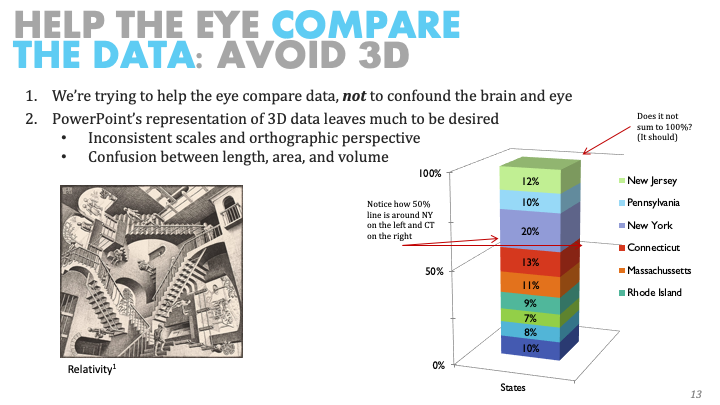 HELP THE EYE COMPARE
THE DATA: AVOID 3D
1. We're trying to help the eye compare data, not to confound the brain and eye
2. PowerPoint's representation of 3D data leaves much to be desired
• Inconsistent scales and orthographic perspective
• Confusion between length, area, and volume
Does it not
sum to 100%?
(It should)
Notice how 50%
line is around NY
on the left and CT
on the right
100%
50%
0%
12%
10%
20%
13%
11%
9%
7%
8%
10%
States
New Jersey
Pennsylvania
New York
Connecticut
Massachussetts
Rhode Island
Relativity¹
13